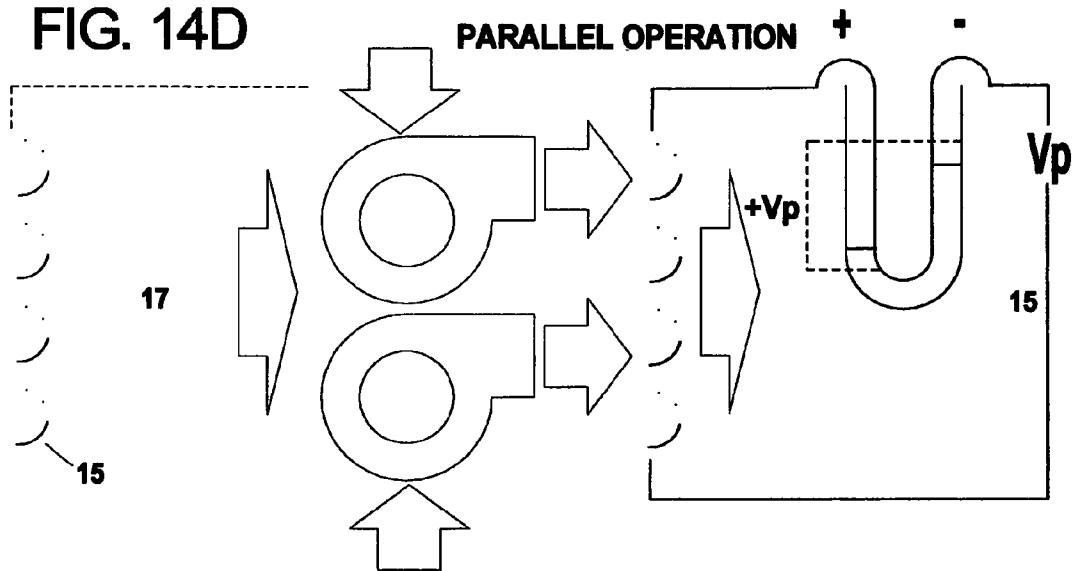 FIG. 14D
PARALLEL OPERATION
+ -
Vp
+Vp
17
15
15